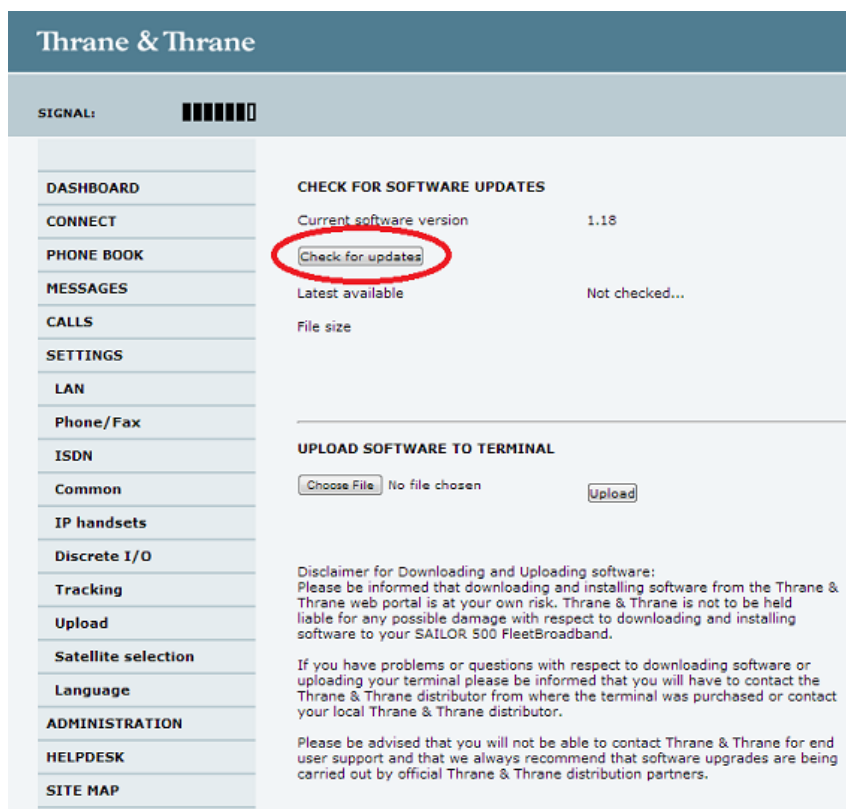 Thrane & Thrane
SIGNAL:
DASHBOARD
CONNECT
PHONE BOOK
MESSAGES
CALLS
SETTINGS
LAN
Phone/Fax
ISDN
Common
IP handsets
Discrete I/O
Tracking
Upload
Satellite selection
Language
ADMINISTRATION
HELPDESK
SITE MAP
CHECK FOR SOFTWARE UPDATES
Current software version 1.18
Check for updates
Latest available Not checked...
File size
UPLOAD SOFTWARE TO TERMINAL
Choose File No file chosen Upload
Disclaimer for Downloading and Uploading software:
Please be informed that downloading and installing software from the Thrane &
Thrane web portal is at your own risk. Thrane & Thrane is not to be held
liable for any possible damage with respect to downloading and installing
software to your SAILOR 500 FleetBroadband.
If you have problems or questions with respect to downloading software or
uploading your terminal please be informed that you will have to contact the
Thrane & Thrane distributor from where the terminal was purchased or contact
your local Thrane & Thrane distributor.
Please be advised that you will not be able to contact Thrane & Thrane for end
user support and that we always recommend that software upgrades are being
carried out by official Thrane & Thrane distribution partners.